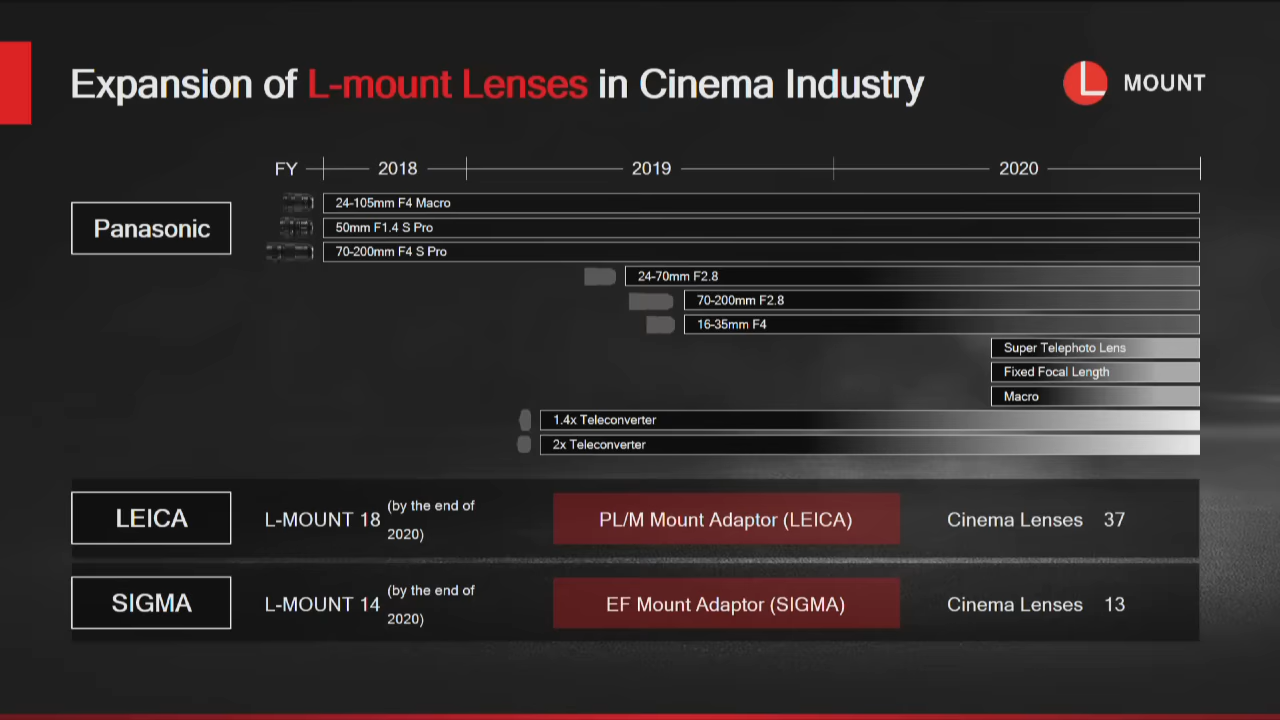 Expansion of L-mount Lenses in Cinema Industry
L MOUNT
FY 2018 2019 2020
Panasonic
24-105mm F4 Macro
50mm F1.4 S Pro
70-200mm F4 S Pro
24-70mm F2.8
70-200mm F2.8
16-35mm F4
Super Telephoto Lens
Fixed Focal Length
Macro
1.4x Teleconverter
2x Teleconverter
LEICA L-MOUNT 18 (by the end of
2020) PL/M Mount Adaptor (LEICA) Cinema Lenses 37
SIGMA L-MOUNT 14 (by the end of
2020) EF Mount Adaptor (SIGMA) Cinema Lenses 13